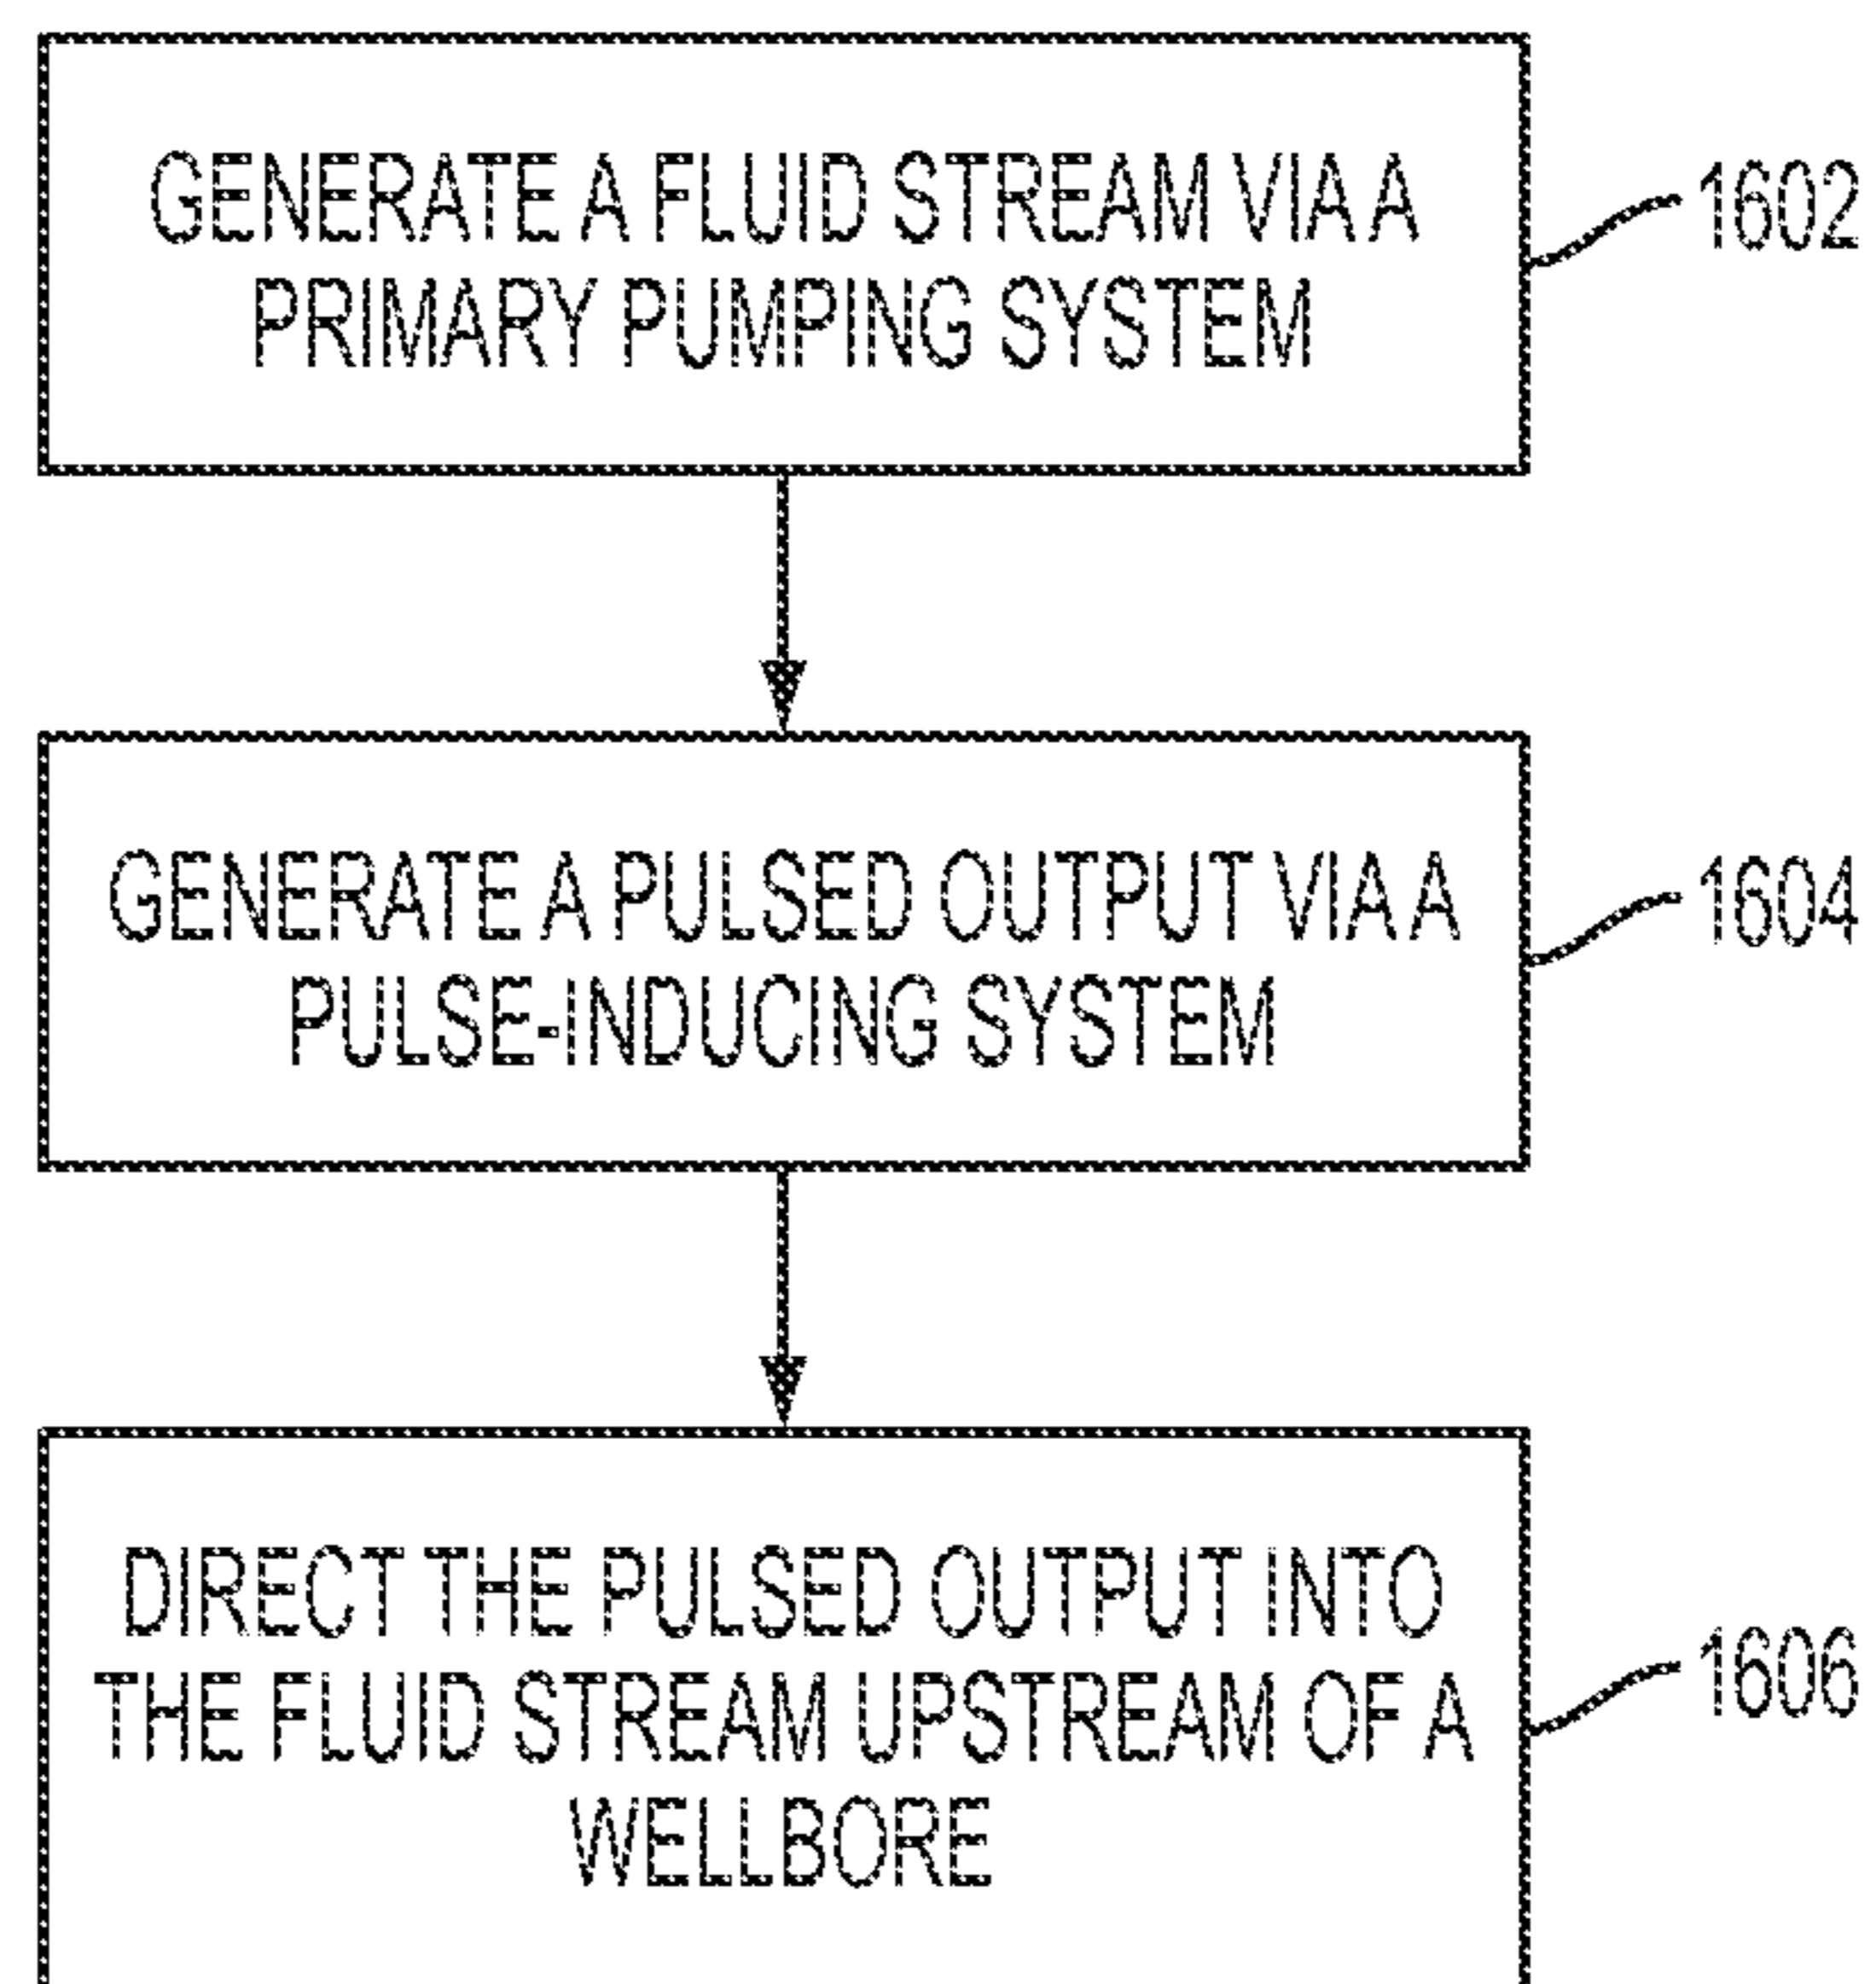 GENERATE A FLUID STREAM VIA A
PRIMARY PUMPING SYSTEM
1602
GENERATE A PULSED OUTPUT VIA A
PULSE-INDUCING SYSTEM
1604
DIRECT THE PULSED OUTPUT INTO
THE FLUID STREAM UPSTREAM OF A
WELLBORE
1606